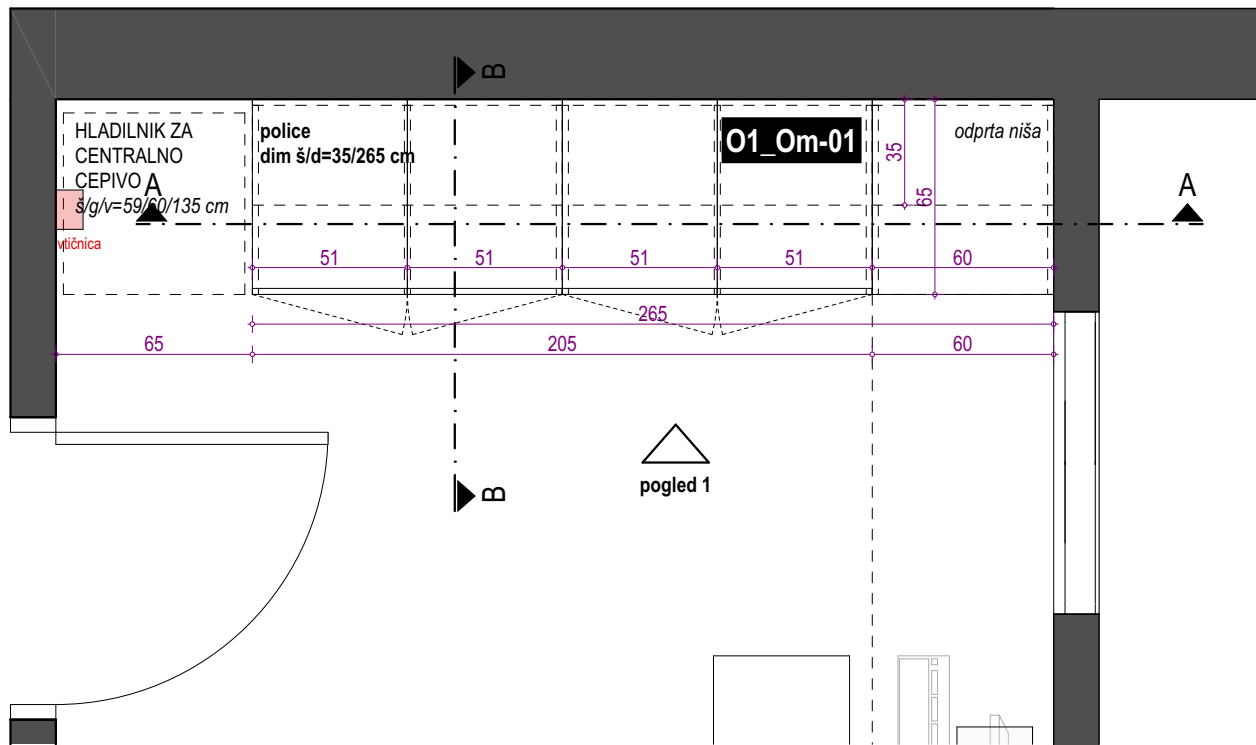 B
HLADILNIK ZA
CENTRALNO
CEPIVO
š/g/v=59/60/135 cm
vtičnica
A
police
dim š/d=35/265 cm
O1_Om-01
odprta niša
35
65
A
51
51
51
51
60
265
65
205
60
pogled 1
B